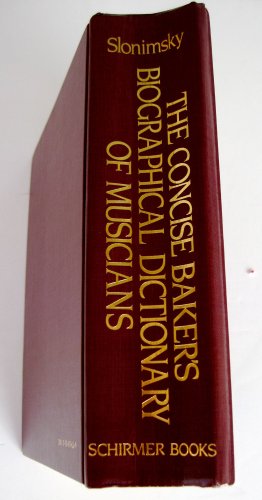 Slonimsky
THE CONCISE BAKER'S
BIOGRAPHICAL DICTIONARY
OF MUSICIANS
SCHIRMER BOOKS